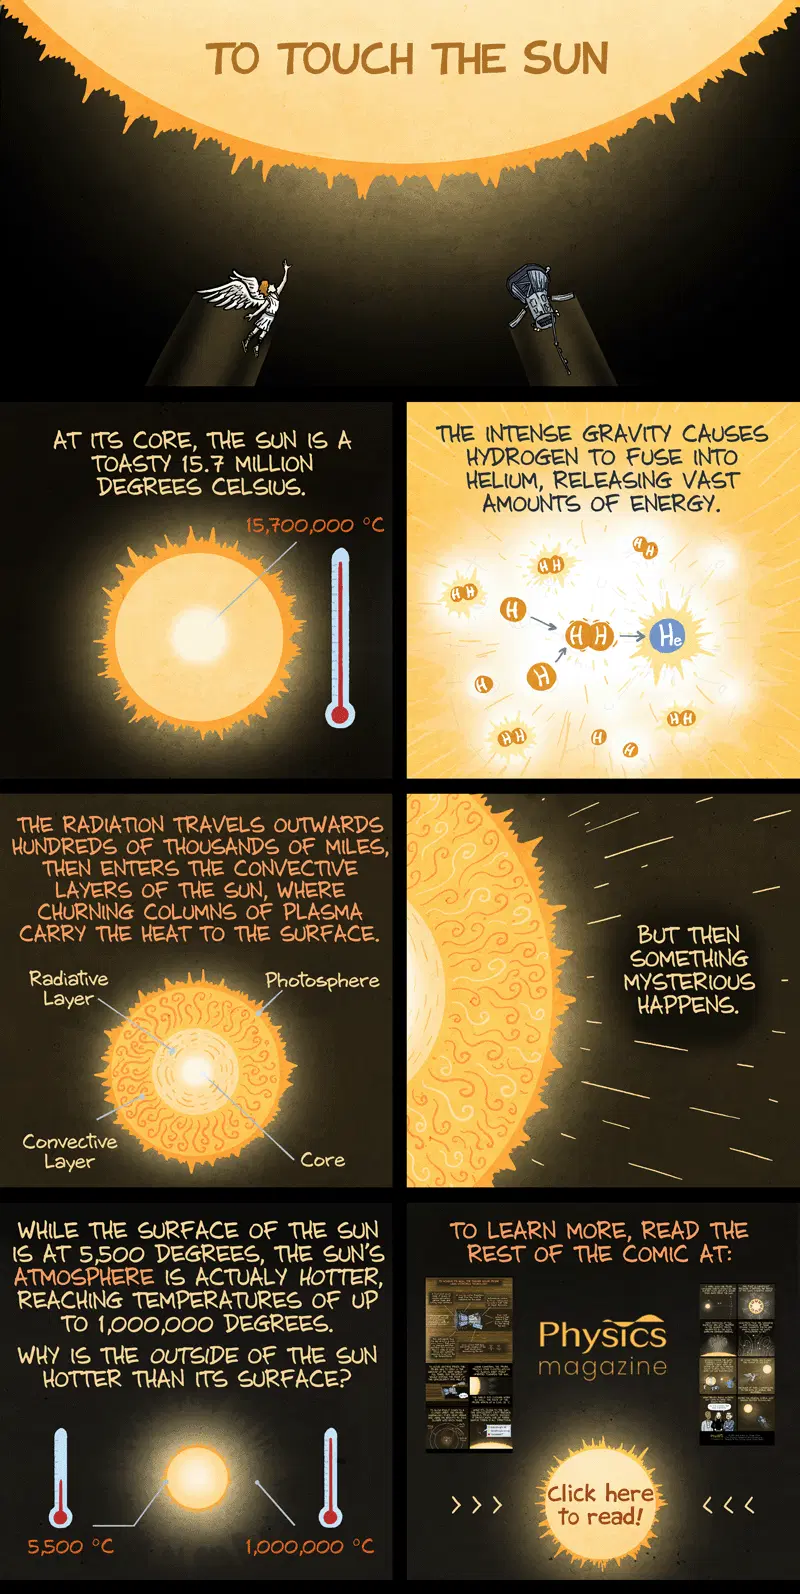 TO TOUCH THE SUN
AT ITS CORE, THE SUN IS A
TOASTY 15.7 MILLION
DEGREES CELSIUS.
15,700,000 °C
THE INTENSE GRAVITY CAUSES
HYDROGEN TO FUSE INTO
HELIUM, RELEASING VAST
AMOUNTS OF ENERGY.
H H
H H
H H
H
H H
He
H
H
H H
H H
H
H
THE RADIATION TRAVELS OUTWARDS
HUNDREDS OF THOUSANDS OF MILES,
THEN ENTERS THE CONVECTIVE
LAYERS OF THE SUN, WHERE
CHURNING COLUMNS OF PLASMA
CARRY THE HEAT TO THE SURFACE.
Radiative
Layer
Photosphere
Convective
Layer
Core
BUT THEN
SOMETHING
MYSTERIOUS
HAPPENS.
WHILE THE SURFACE OF THE SUN
IS AT 5,500 DEGREES, THE SUN'S
ATMOSPHERE IS ACTUALY HOTTER,
REACHING TEMPERATURES OF UP
TO 1,000,000 DEGREES.
WHY IS THE OUTSIDE OF THE SUN
HOTTER THAN ITS SURFACE?
5,500 °C
1,000,000 °C
TO LEARN MORE, READ THE
REST OF THE COMIC AT:
Physics
magazine
Click here
to read!